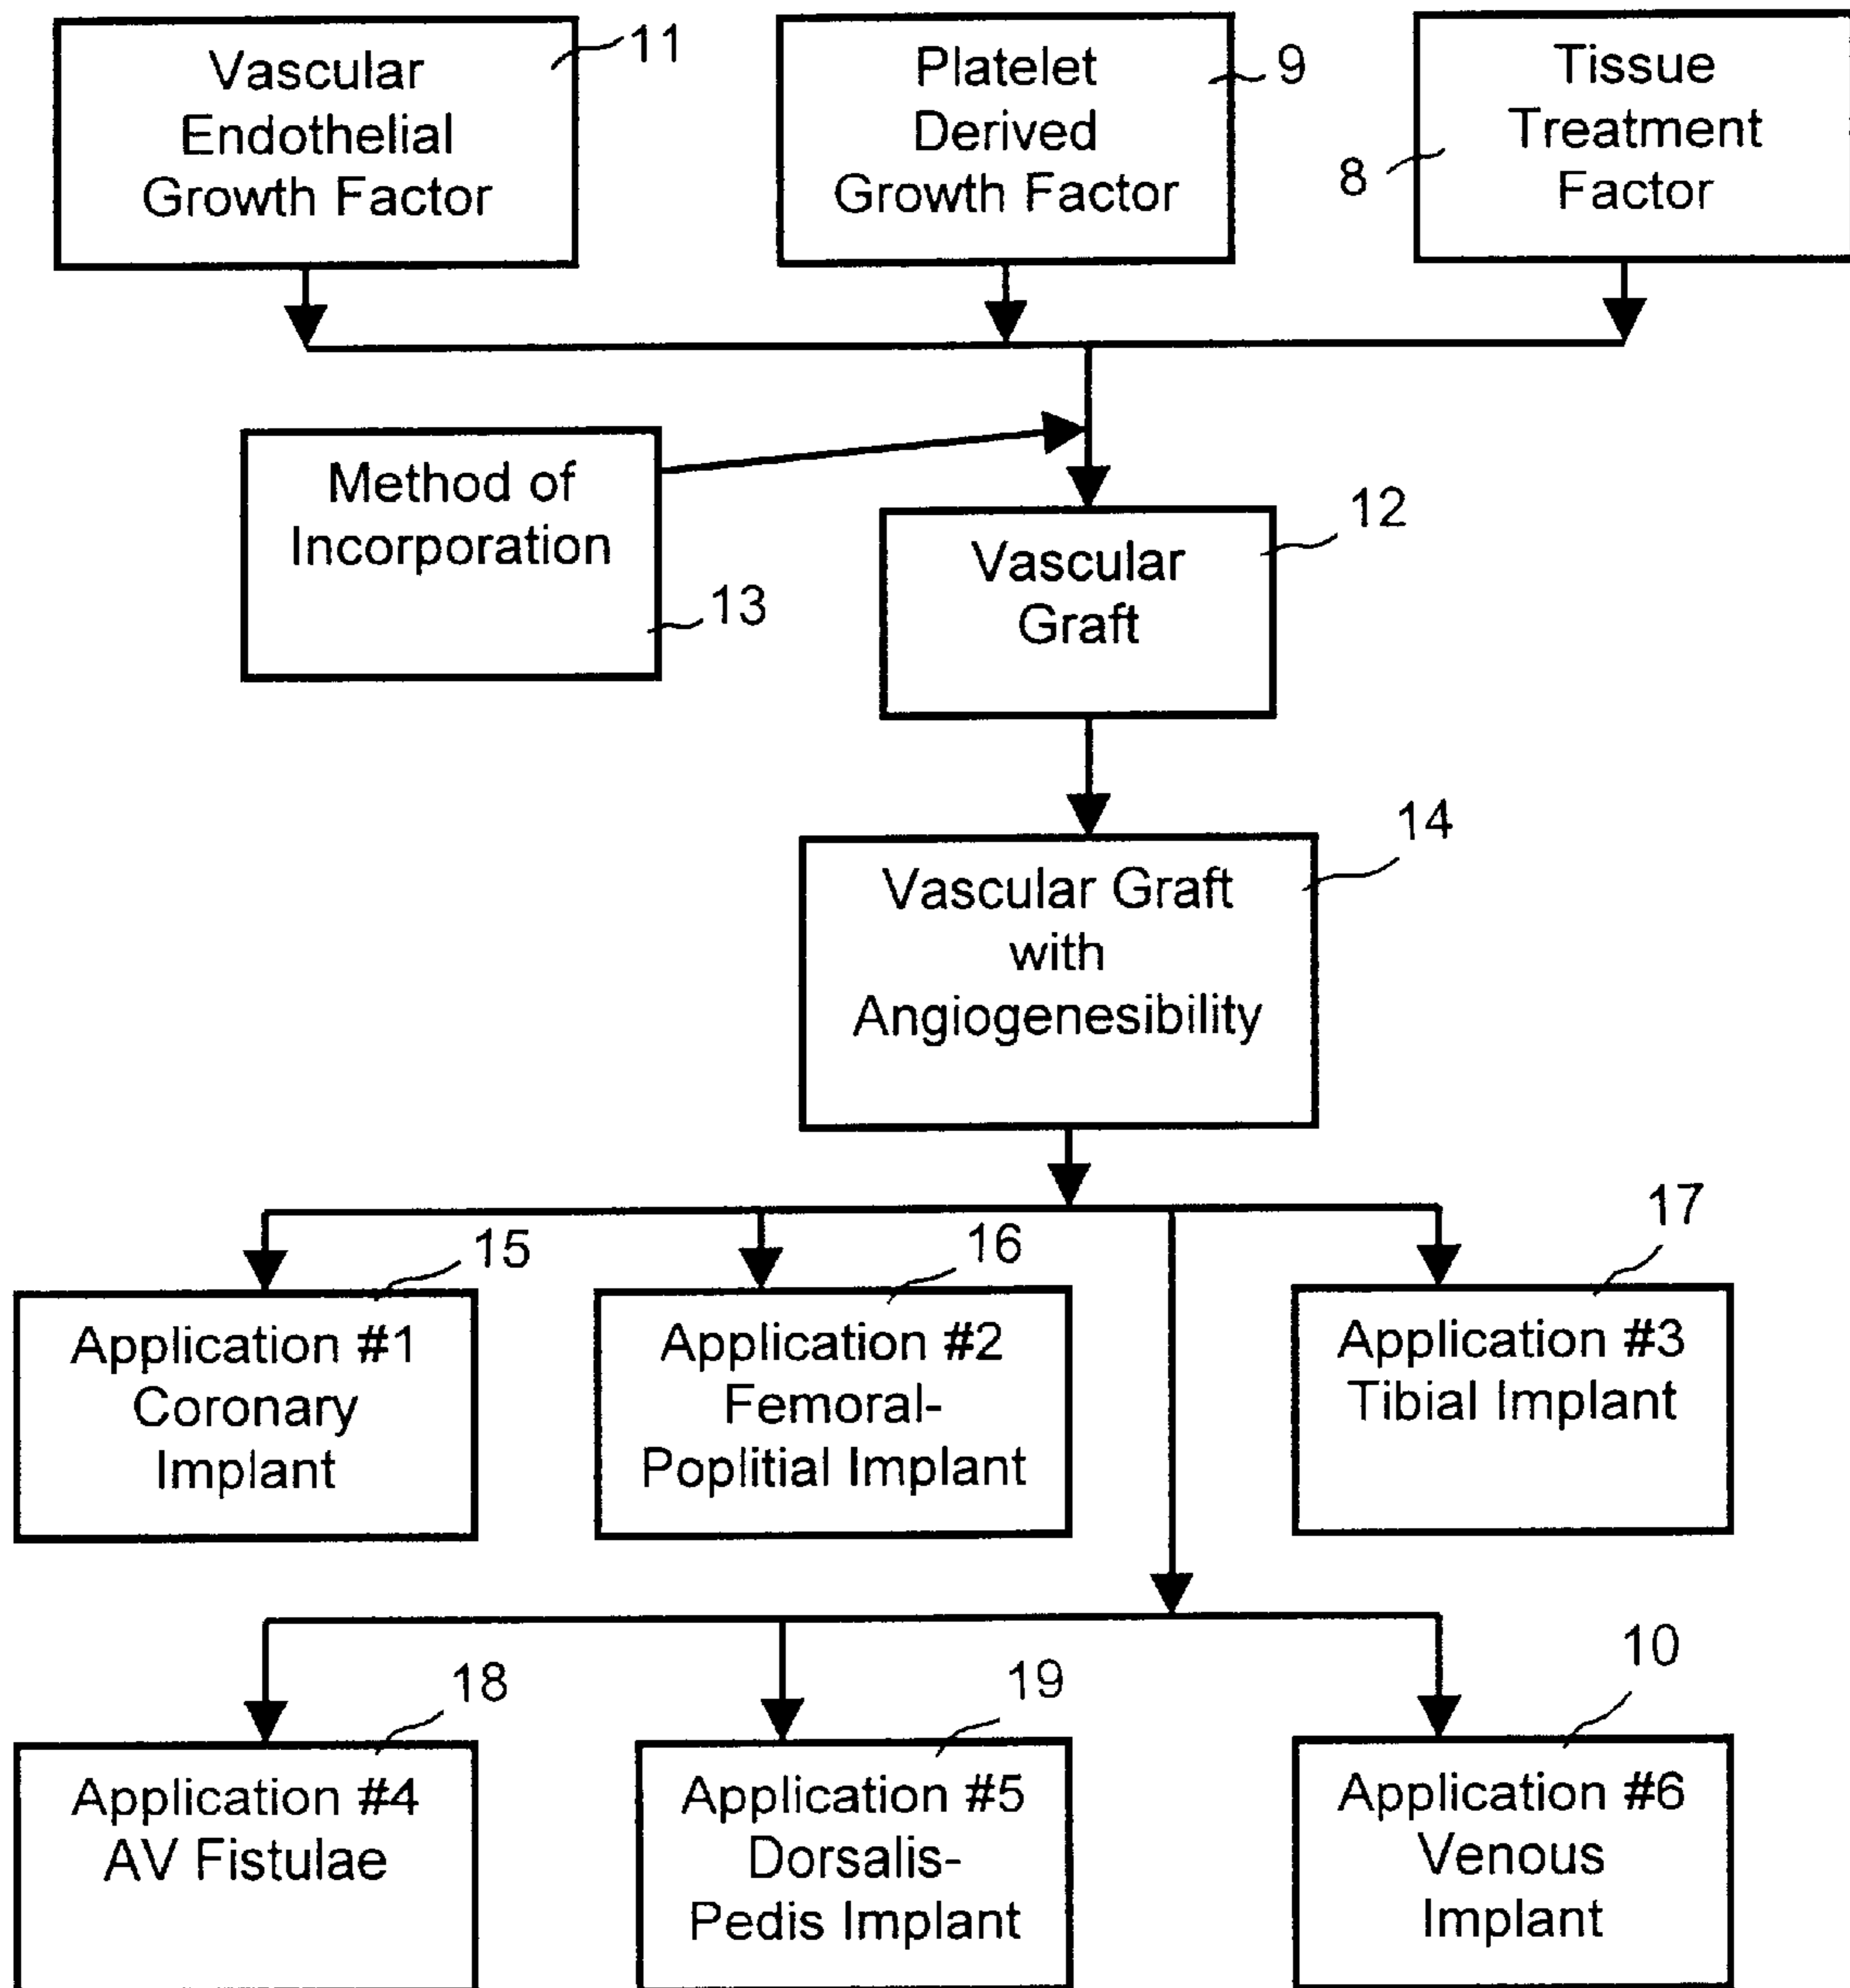 Vascular
Endothelial
Growth Factor
11
Platelet
Derived
Growth Factor
9
Tissue
Treatment
Factor
8
Method of
Incorporation
13
Vascular
Graft
12
Vascular Graft
with
Angiogenesibility
14
Application #1
Coronary
Implant
15
Application #2
Femoral-
Poplitial Implant
16
Application #3
Tibial Implant
17
Application #4
AV Fistulae
18
Application #5
Dorsalis-
Pedis Implant
19
Application #6
Venous
Implant
10